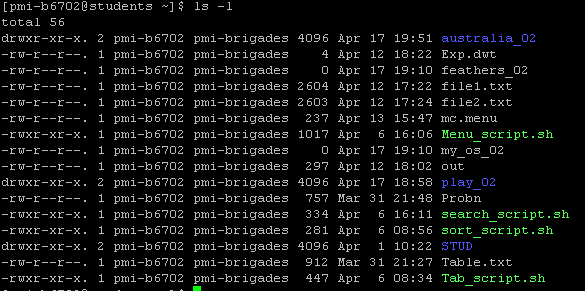 [pmi-b6702@students ~]$ ls -l
total 56
drwxr-xr-x. 2 pmi-b6702 pmi-brigades 4096 Apr 17 19:51 australia_02
-rw-r--r--. 1 pmi-b6702 pmi-brigades    4 Apr 12 18:22 Exp.dwt
-rw-r--r--. 1 pmi-b6702 pmi-brigades    0 Apr 17 19:10 feathers_02
-rw-r--r--. 1 pmi-b6702 pmi-brigades 2604 Apr 12 17:22 file1.txt
-rw-r--r--. 1 pmi-b6702 pmi-brigades 2603 Apr 12 17:24 file2.txt
-rw-r--r--. 1 pmi-b6702 pmi-brigades  237 Apr 13 15:47 mc.menu
-rwxr-xr-x. 1 pmi-b6702 pmi-brigades 1017 Apr  6 16:06 Menu_script.sh
-rw-r--r--. 1 pmi-b6702 pmi-brigades    0 Apr 17 19:10 my_os_02
-rw-r--r--. 1 pmi-b6702 pmi-brigades  297 Apr 12 18:02 out
drwxr-xr-x. 2 pmi-b6702 pmi-brigades 4096 Apr 17 18:58 play_02
-rw-r--r--. 1 pmi-b6702 pmi-brigades  757 Mar 31 21:48 Probn
-rwxr-xr-x. 1 pmi-b6702 pmi-brigades  334 Apr  6 16:11 search_script.sh
-rwxr-xr-x. 1 pmi-b6702 pmi-brigades  281 Apr  6 08:56 sort_script.sh
drwxr-xr-x. 3 pmi-b6702 pmi-brigades 4096 Apr  1 10:22 STUD
-rw-r--r--. 1 pmi-b6702 pmi-brigades  912 Mar 31 21:27 Table.txt
-rwxr-xr-x. 1 pmi-b6702 pmi-brigades  447 Apr  6 08:34 Tab_script.sh